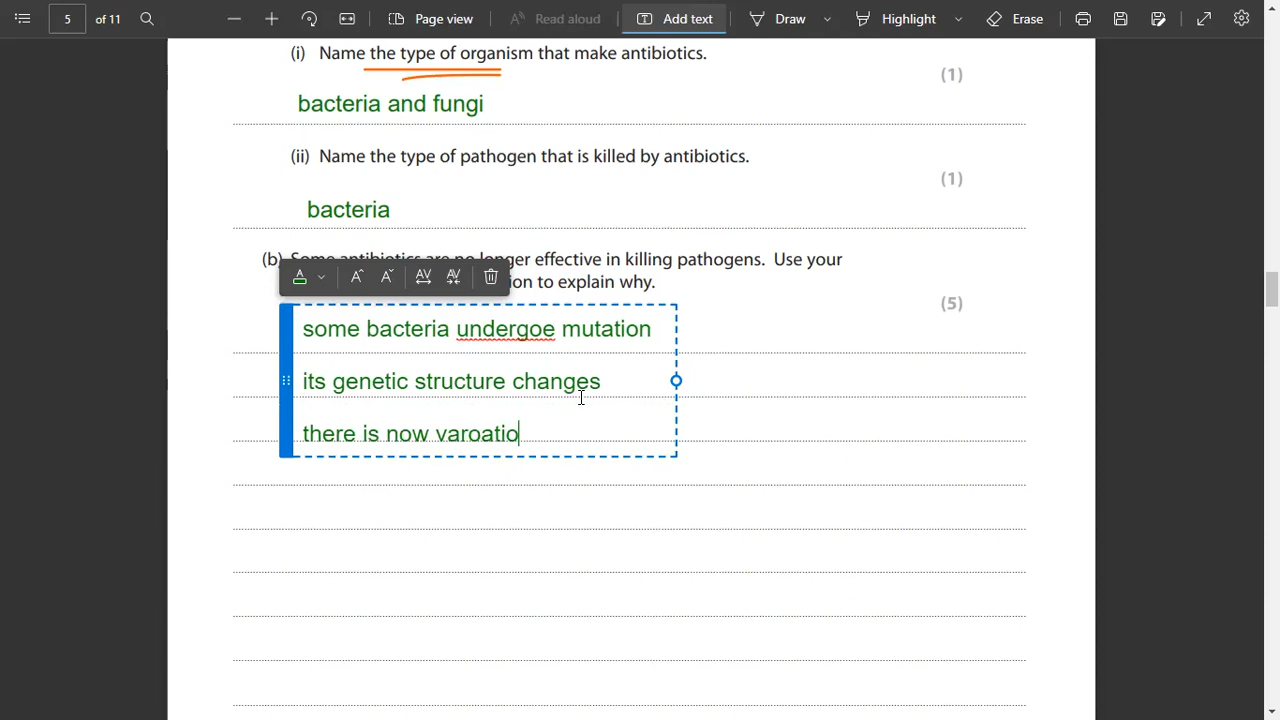 5 of 11 Page view Read aloud Add text Draw Highlight Erase
(i) Name the type of organism that make antibiotics.
(1)
bacteria and fungi
(ii) Name the type of pathogen that is killed by antibiotics.
(1)
bacteria
(b) Some antibiotics are no longer effective in killing pathogens. Use your
ion to explain why.
(5)
some bacteria undergoe mutation
its genetic structure changes
there is now varoatio